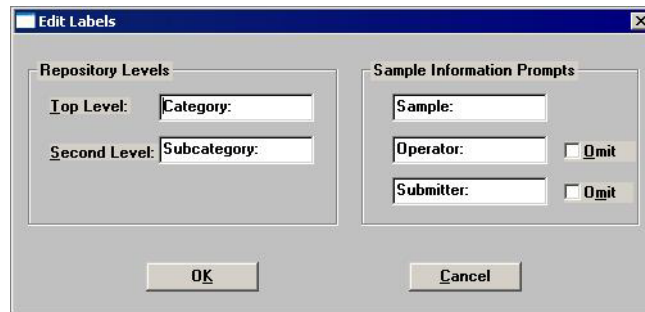 Edit Labels
Repository Levels
Top Level: Category:
Second Level: Subcategory:
Sample Information Prompts
Sample:
Operator: Omit
Submitter: Omit
OK Cancel